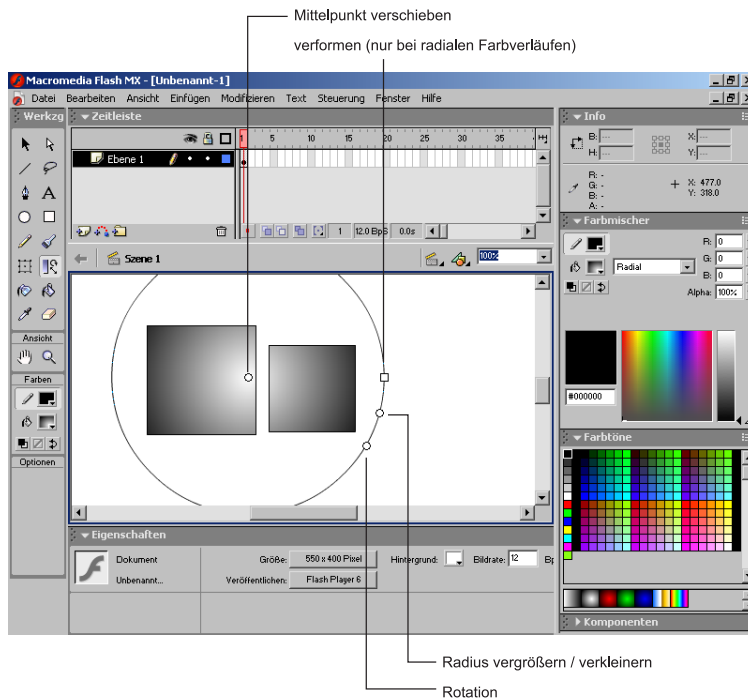 Mittelpunkt verschieben
verformen (nur bei radialen Farbverläufen)
Macromedia Flash MX - [Unbenannt-1]
Datei Bearbeiten Ansicht Einfügen Modifizieren Text Steuerung Fenster Hilfe
Werkzg
Zeitleiste
1 5 10 15 20 25 30 35
Ebene 1
1 12.0 BpS 0.0s
Szene 1
100%
Ansicht
Farben
Optionen
Info
B: ... X: ...
H: ... Y: ...
R: -
G: -
B: -
A: -
+ X: 477.0
Y: 318.0
Farbmischer
R: 0
G: 0
Radial
B: 0
Alpha: 100%
#000000
Farbtöne
Komponenten
Eigenschaften
Dokument
Unbenannt...
Größe: 550 x 400 Pixel
Hintergrund:
Bildrate: 12 Bp
Veröffentlichen: Flash Player 6
Radius vergrößern / verkleinern
Rotation